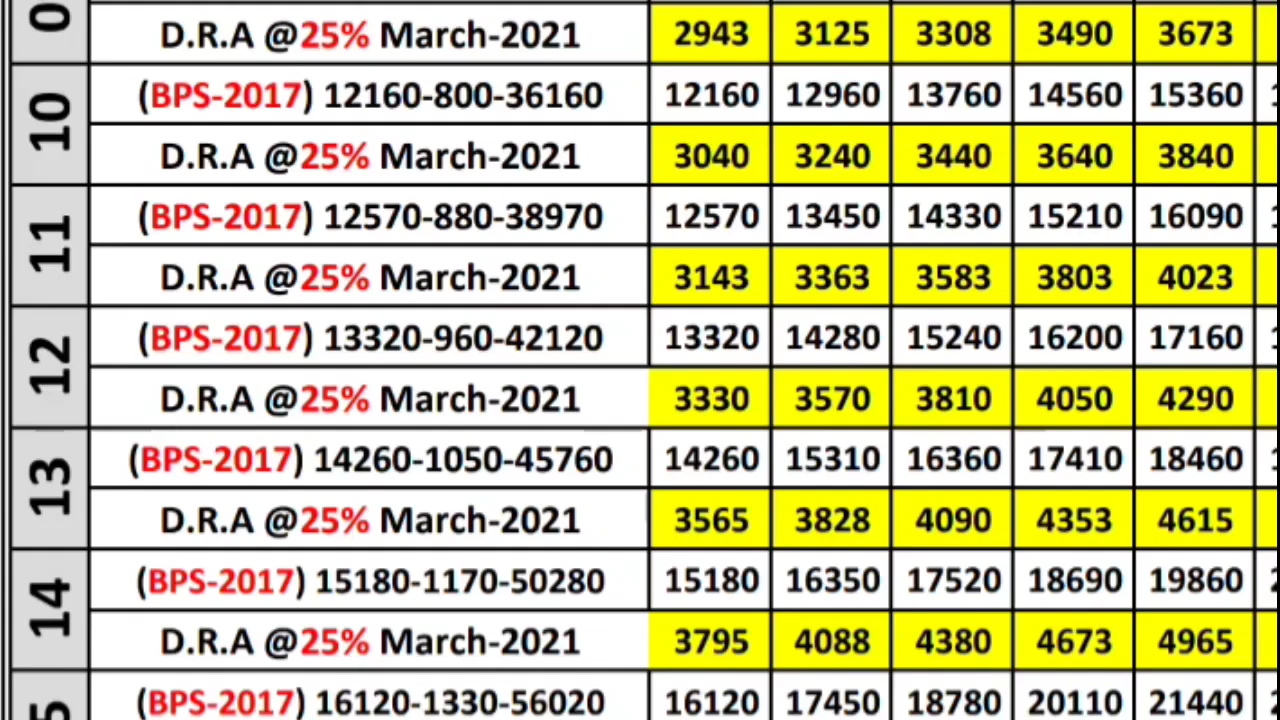 0 D.R.A @25% March-2021 2943 3125 3308 3490 3673
10 (BPS-2017) 12160-800-36160 12160 12960 13760 14560 15360
D.R.A @25% March-2021 3040 3240 3440 3640 3840
11 (BPS-2017) 12570-880-38970 12570 13450 14330 15210 16090
D.R.A @25% March-2021 3143 3363 3583 3803 4023
12 (BPS-2017) 13320-960-42120 13320 14280 15240 16200 17160
D.R.A @25% March-2021 3330 3570 3810 4050 4290
13 (BPS-2017) 14260-1050-45760 14260 15310 16360 17410 18460
D.R.A @25% March-2021 3565 3828 4090 4353 4615
14 (BPS-2017) 15180-1170-50280 15180 16350 17520 18690 19860
D.R.A @25% March-2021 3795 4088 4380 4673 4965
5 (BPS-2017) 16120-1330-56020 16120 17450 18780 20110 21440